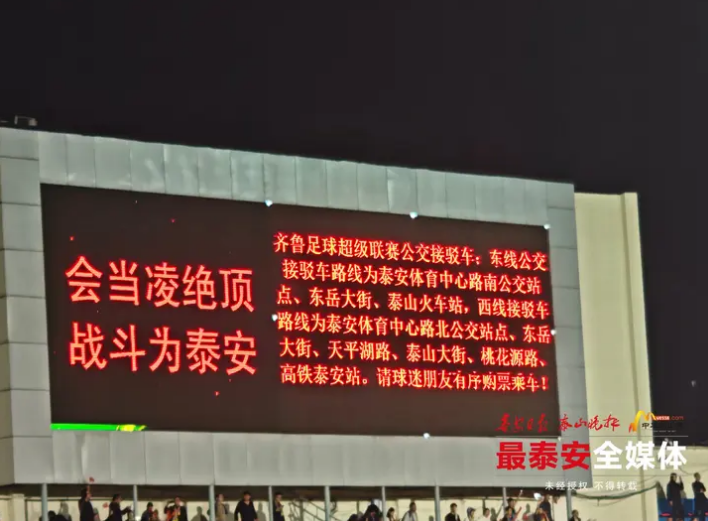 会当凌绝顶
战斗为泰安
齐鲁足球超级联赛公交接驳车：东线公交
接驳车路线为泰安体育中心路南公交站
点、东岳大街、泰山火车站，西线接驳车
路线为泰安体育中心路北公交站点、东岳
大街、天平湖路、泰山大街、桃花源路、
高铁泰安站。请球迷朋友有序购票乘车！
泰山晚报
最泰安全媒体
未经授权 不得转载